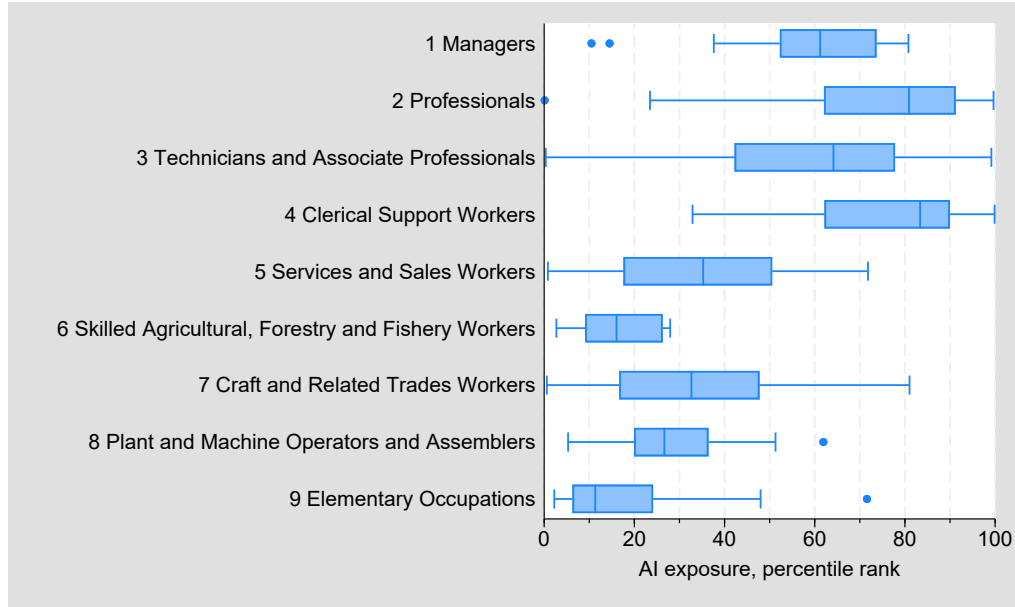 1 Managers
2 Professionals
3 Technicians and Associate Professionals
4 Clerical Support Workers
5 Services and Sales Workers
6 Skilled Agricultural, Forestry and Fishery Workers
7 Craft and Related Trades Workers
8 Plant and Machine Operators and Assemblers
9 Elementary Occupations
0 20 40 60 80 100
AI exposure, percentile rank